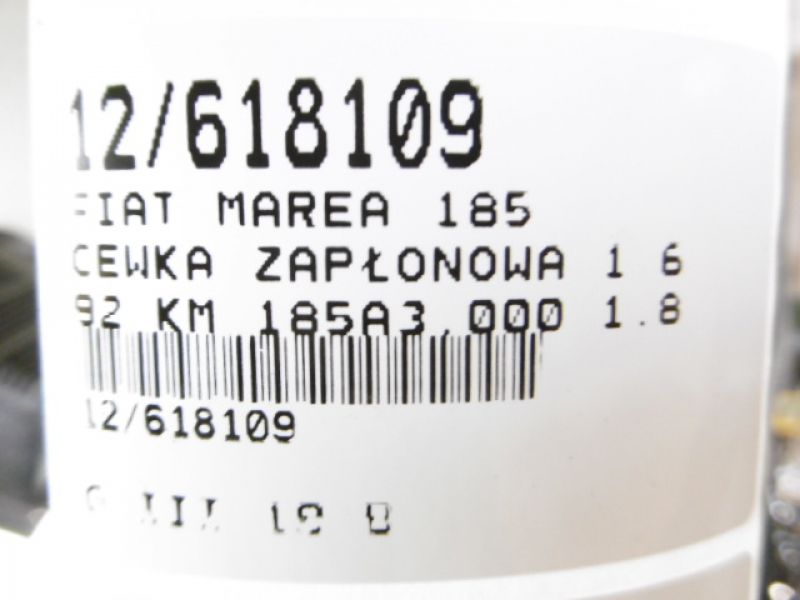 12/618109
FIAT MAREA 185
CEWKA ZAPŁONOWA 1 6
92 KM 185A3.000 1.8
12/618109